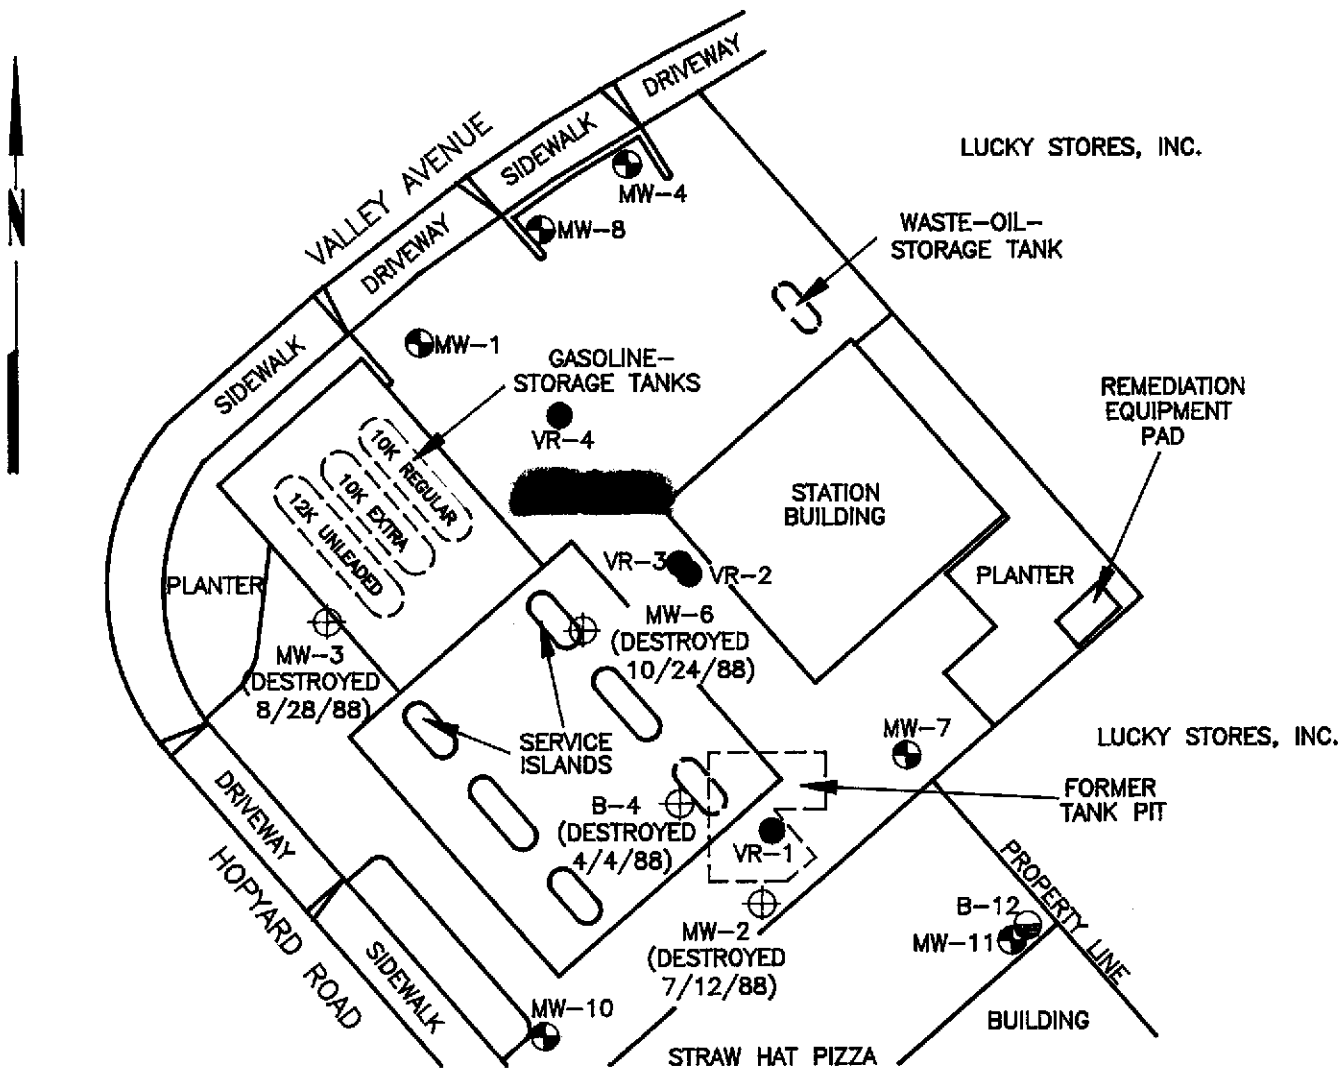 DRIVEWAY
VALLEY AVENUE
SIDEWALK
LUCKY STORES, INC.
MW-4
MW-8
WASTE-OIL-
STORAGE TANK
DRIVEWAY
N
MW-1
SIDEWALK
GASOLINE-
STORAGE TANKS
REMEDIATION
EQUIPMENT
PAD
VR-4
10K REGULAR
10K EXTRA
12K UNLEADED
STATION
BUILDING
VR-3
VR-2
PLANTER
PLANTER
MW-6
(DESTROYED
10/24/88)
MW-3
(DESTROYED
8/28/88)
MW-7
LUCKY STORES, INC.
SERVICE
ISLANDS
FORMER
TANK PIT
B-4
(DESTROYED
4/4/88)
VR-1
DRIVEWAY
HOPYARD ROAD
PROPERTY LINE
B-12
MW-11
MW-2
(DESTROYED
7/12/88)
SIDEWALK
MW-10
BUILDING
STRAW HAT PIZZA